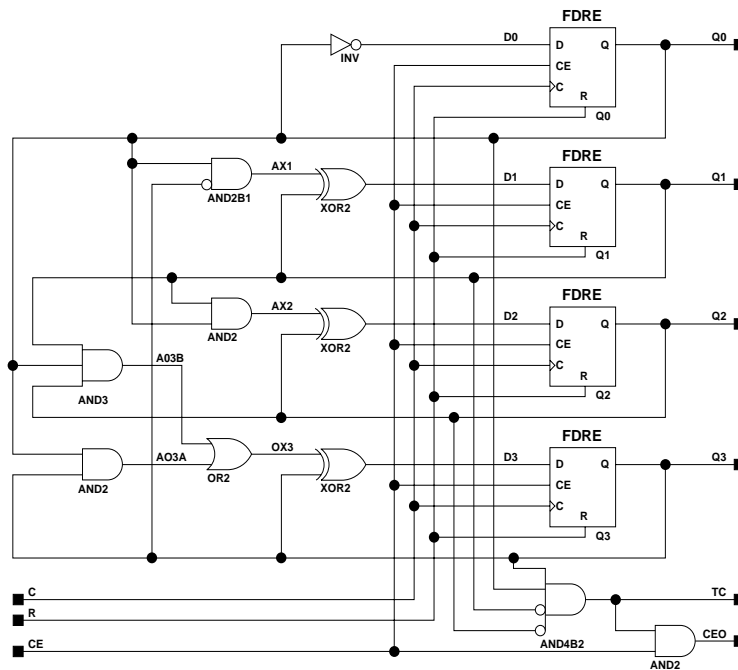 FDRE
D0
D
Q
Q0
INV
CE
C
R
Q0
FDRE
AX1
D1
D
Q
Q1
AND2B1
XOR2
CE
C
R
Q1
FDRE
AX2
D2
D
Q
Q2
AND2
XOR2
CE
C
A03B
R
Q2
AND3
FDRE
AO3A
OX3
D3
D
Q
Q3
AND2
OR2
XOR2
CE
C
R
Q3
C
TC
R
CE
AND4B2
CEO
AND2